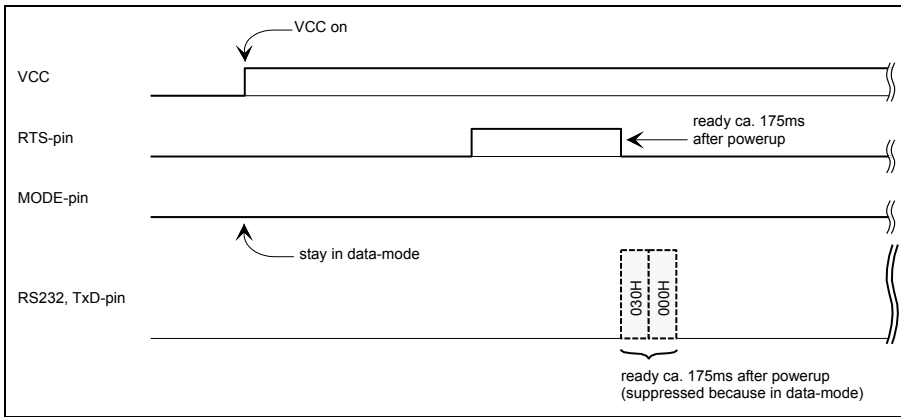 VCC on
VCC
RTS-pin
ready ca. 175ms
after powerup
MODE-pin
stay in data-mode
RS232, TxD-pin
030H
000H
ready ca. 175ms after powerup
(suppressed because in data-mode)